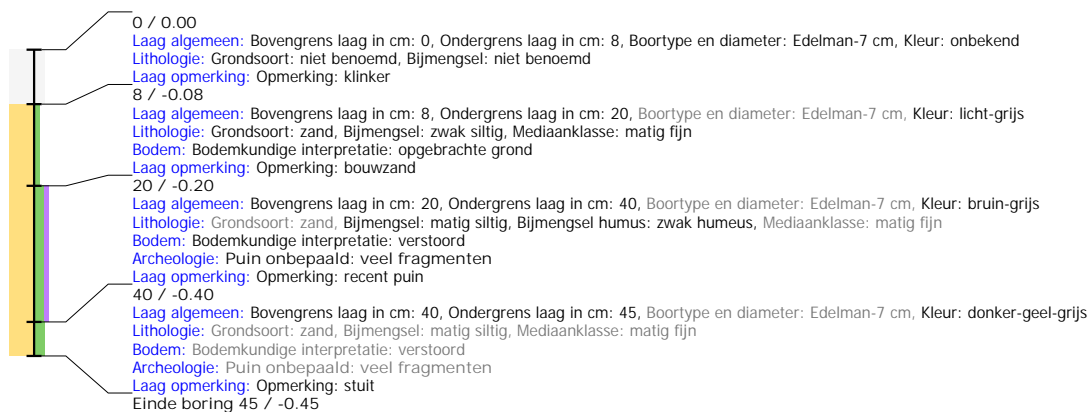 0 / 0.00
Laag algemeen: Bovengrens laag in cm: 0, Ondergrens laag in cm: 8, Boortype en diameter: Edelman-7 cm, Kleur: onbekend
Lithologie: Grondsoort: niet benoemd, Bijmengsel: niet benoemd
Laag opmerking: Opmerking: klinker
8 / -0.08
Laag algemeen: Bovengrens laag in cm: 8, Ondergrens laag in cm: 20, Boortype en diameter: Edelman-7 cm, Kleur: licht-grijs
Lithologie: Grondsoort: zand, Bijmengsel: zwak siltig, Mediaanklasse: matig fijn
Bodem: Bodemkundige interpretatie: opgebrachte grond
Laag opmerking: Opmerking: bouwzand
20 / -0.20
Laag algemeen: Bovengrens laag in cm: 20, Ondergrens laag in cm: 40, Boortype en diameter: Edelman-7 cm, Kleur: bruin-grijs
Lithologie: Grondsoort: zand, Bijmengsel: matig siltig, Bijmengsel humus: zwak humeus, Mediaanklasse: matig fijn
Bodem: Bodemkundige interpretatie: verstoord
Archeologie: Puin onbepaald: veel fragmenten
Laag opmerking: Opmerking: recent puin
40 / -0.40
Laag algemeen: Bovengrens laag in cm: 40, Ondergrens laag in cm: 45, Boortype en diameter: Edelman-7 cm, Kleur: donker-geel-grijs
Lithologie: Grondsoort: zand, Bijmengsel: matig siltig, Mediaanklasse: matig fijn
Bodem: Bodemkundige interpretatie: verstoord
Archeologie: Puin onbepaald: veel fragmenten
Laag opmerking: Opmerking: stuit
Einde boring 45 / -0.45